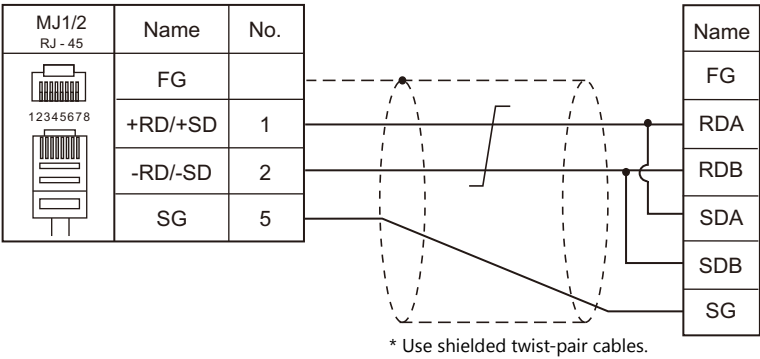 MJ1/2 Name No.
RJ-45
FG
12345678
+RD/+SD 1
-RD/-SD 2
SG 5
Name
FG
RDA
RDB
SDA
SDB
SG
* Use shielded twist-pair cables.